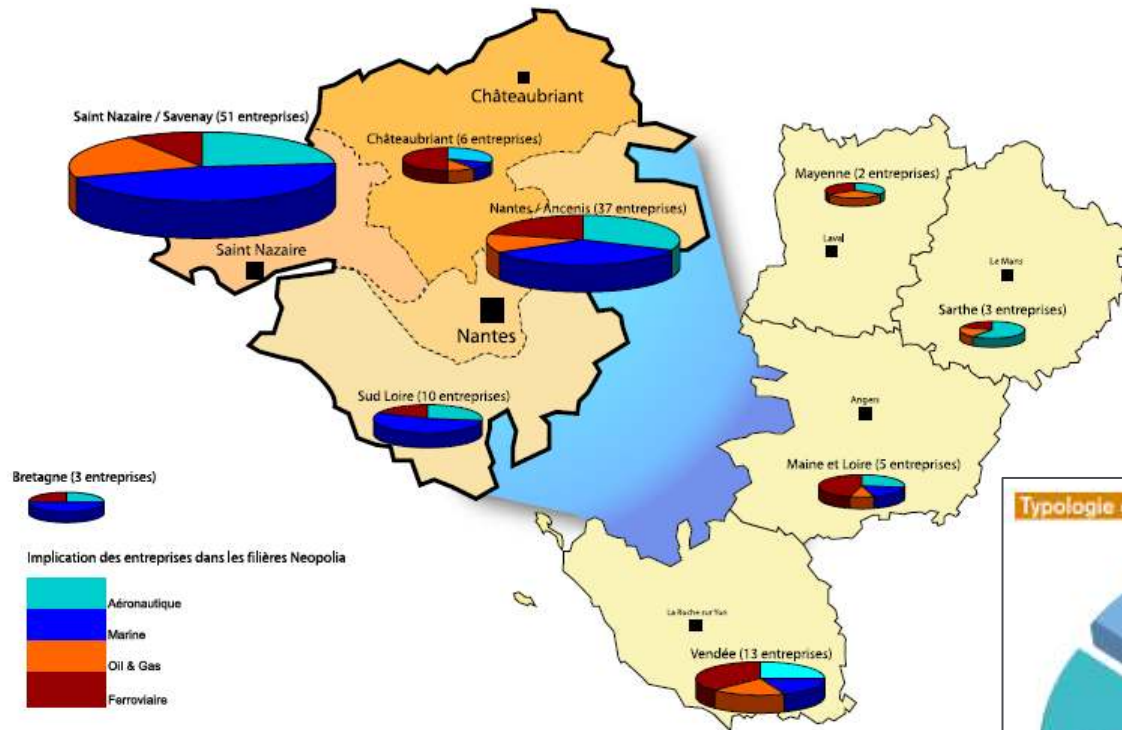 Châteaubriant
Saint Nazaire / Savenay (51 entreprises)
Châteaubriant (6 entreprises)
Nantes / Ancenis (37 entreprises)
Mayenne (2 entreprises)
Laval
Le Mans
Saint Nazaire
Nantes
Sarthe (3 entreprises)
Sud Loire (10 entreprises)
Angers
Maine et Loire (5 entreprises)
Bretagne (3 entreprises)
Typologie
Implication des entreprises dans les filières Neopolia
Aéronautique
Marine
Oil & Gas
Ferroviaire
La Roche sur Yon
Vendée (13 entreprises)